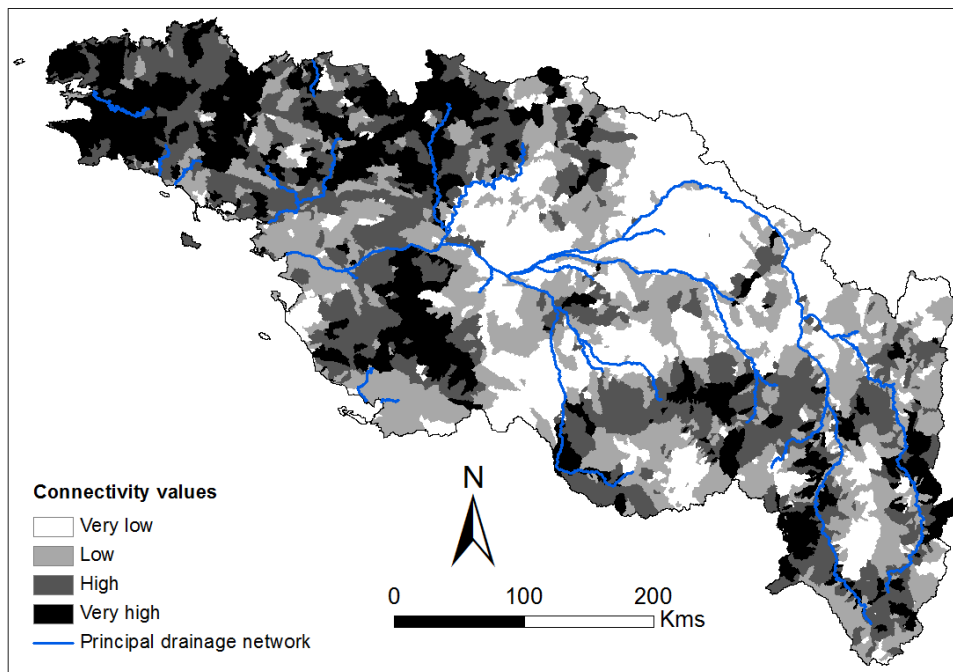 Connectivity values
Very low
Low
High
Very high
Principal drainage network
N
0 100 200
Kms